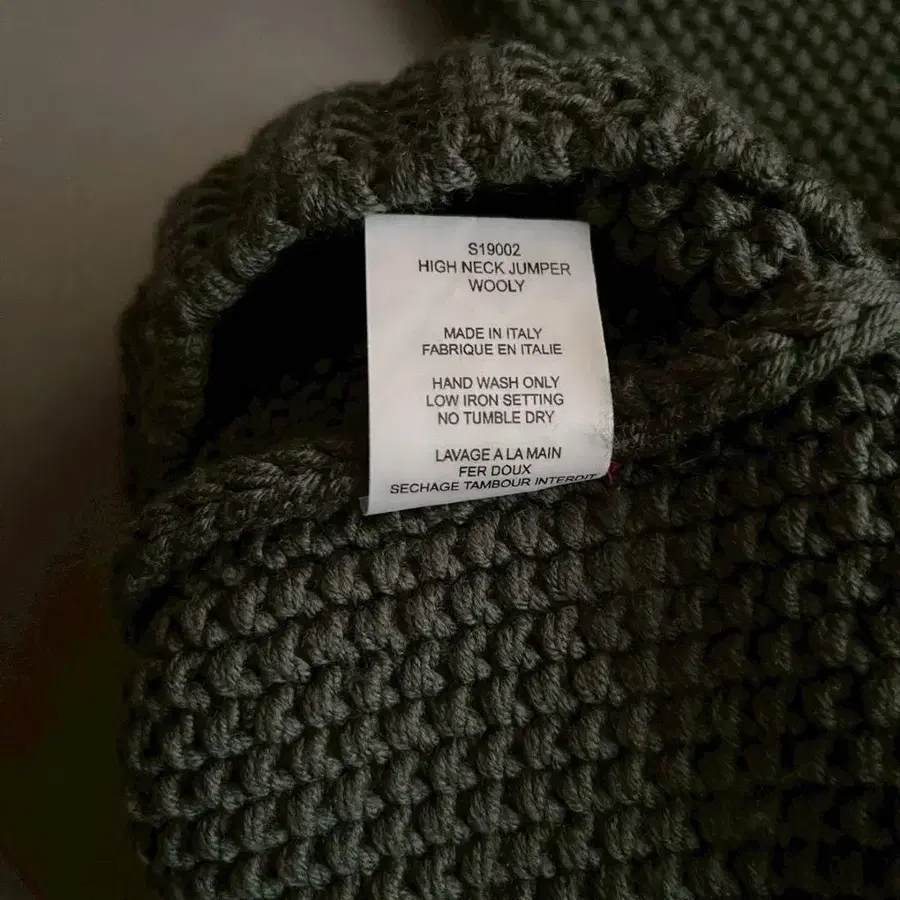 S19002
HIGH NECK JUMPER
WOOLY
MADE IN ITALY
FABRIQUE EN ITALIE
HAND WASH ONLY
LOW IRON SETTING
NO TUMBLE DRY
LAVAGE A LA MAIN
FER DOUX
SECHAGE TAMBOUR INTERDIT